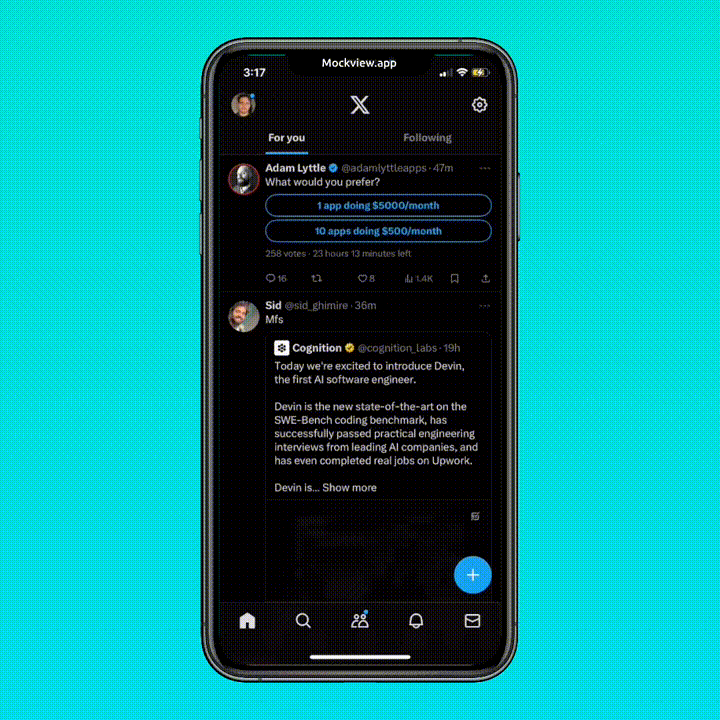 Mockview.app
3:17
For you
Following
Adam Lyttle @adamlyttleapps · 47m
What would you prefer?
1 app doing $5000/month
10 apps doing $500/month
258 votes · 23 hours 13 minutes left
16 8 1.4K
Sid @sid_ghimire · 36m
Mfs
Cognition @cognition_labs · 19h
Today we're excited to introduce Devin,
the first AI software engineer.
Devin is the new state-of-the-art on the
SWE-Bench coding benchmark, has
successfully passed practical engineering
interviews from leading AI companies, and
has even completed real jobs on Upwork.
Devin is... Show more